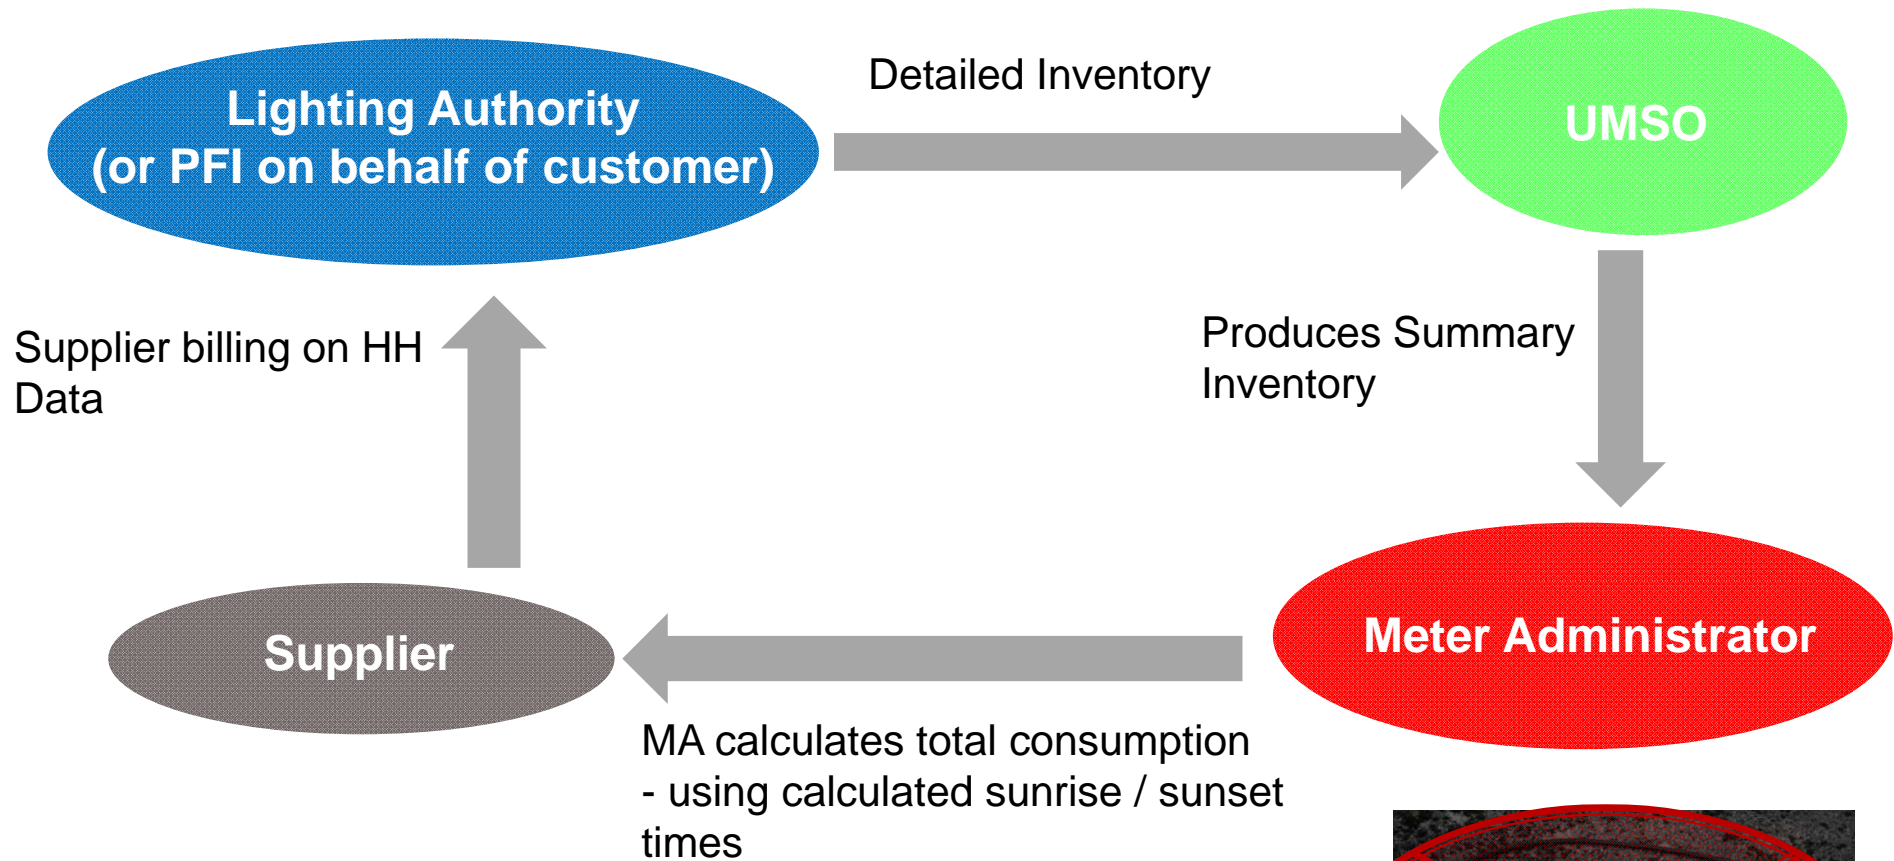 Lighting Authority
(or PFI on behalf of customer)
Detailed Inventory
UMSO
Supplier billing on HH
Data
Produces Summary
Inventory
Supplier
Meter Administrator
MA calculates total consumption
- using calculated sunrise / sunset
times